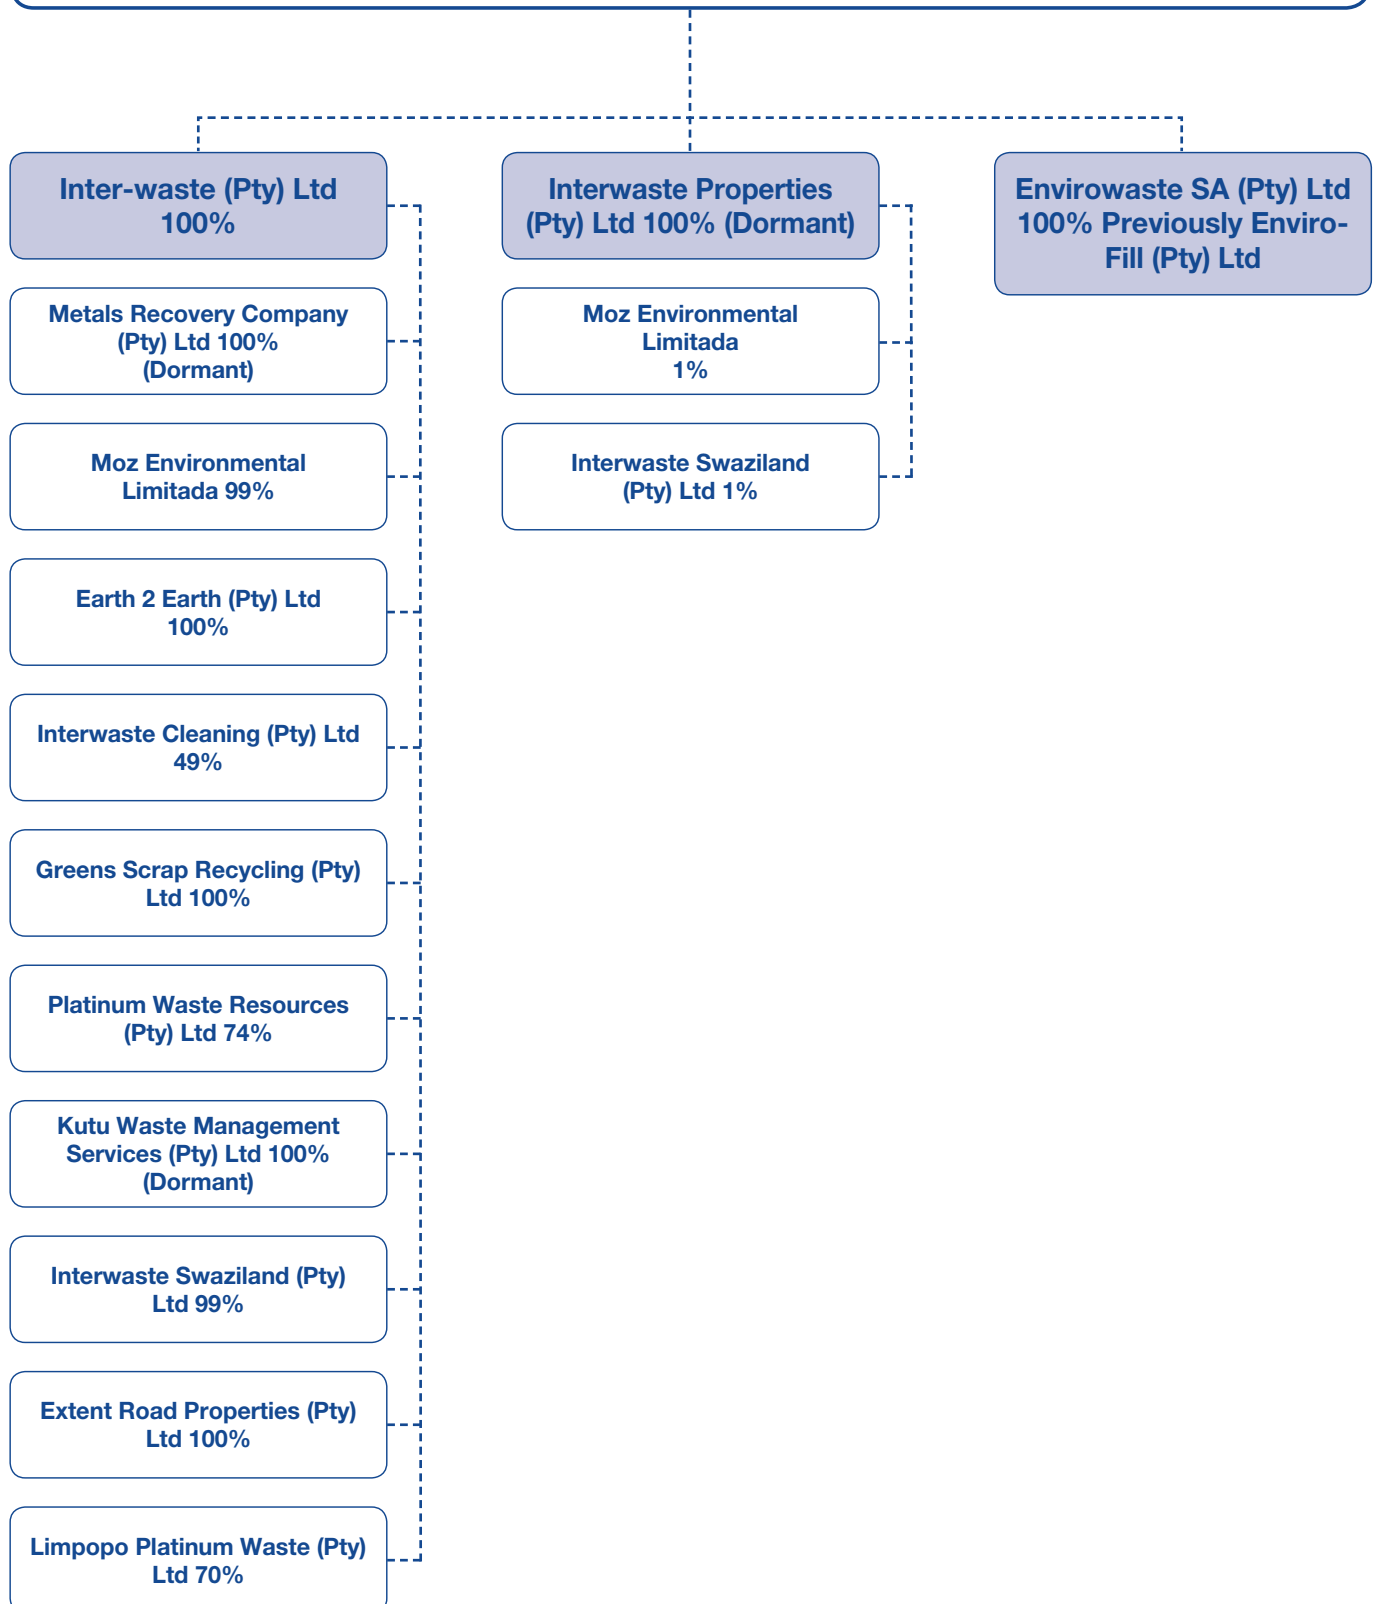 Inter-waste (Pty) Ltd
100%
Metals Recovery Company
(Pty) Ltd 100%
(Dormant)
Moz Environmental
Limitada 99%
Earth 2 Earth (Pty) Ltd
100%
Interwaste Cleaning (Pty) Ltd
49%
Greens Scrap Recycling (Pty)
Ltd 100%
Platinum Waste Resources
(Pty) Ltd 74%
Kutu Waste Management
Services (Pty) Ltd 100%
(Dormant)
Interwaste Swaziland (Pty)
Ltd 99%
Extent Road Properties (Pty)
Ltd 100%
Limpopo Platinum Waste (Pty)
Ltd 70%
Interwaste Properties
(Pty) Ltd 100% (Dormant)
Moz Environmental
Limitada
1%
Interwaste Swaziland
(Pty) Ltd 1%
Envirowaste SA (Pty) Ltd
100% Previously Enviro-
Fill (Pty) Ltd